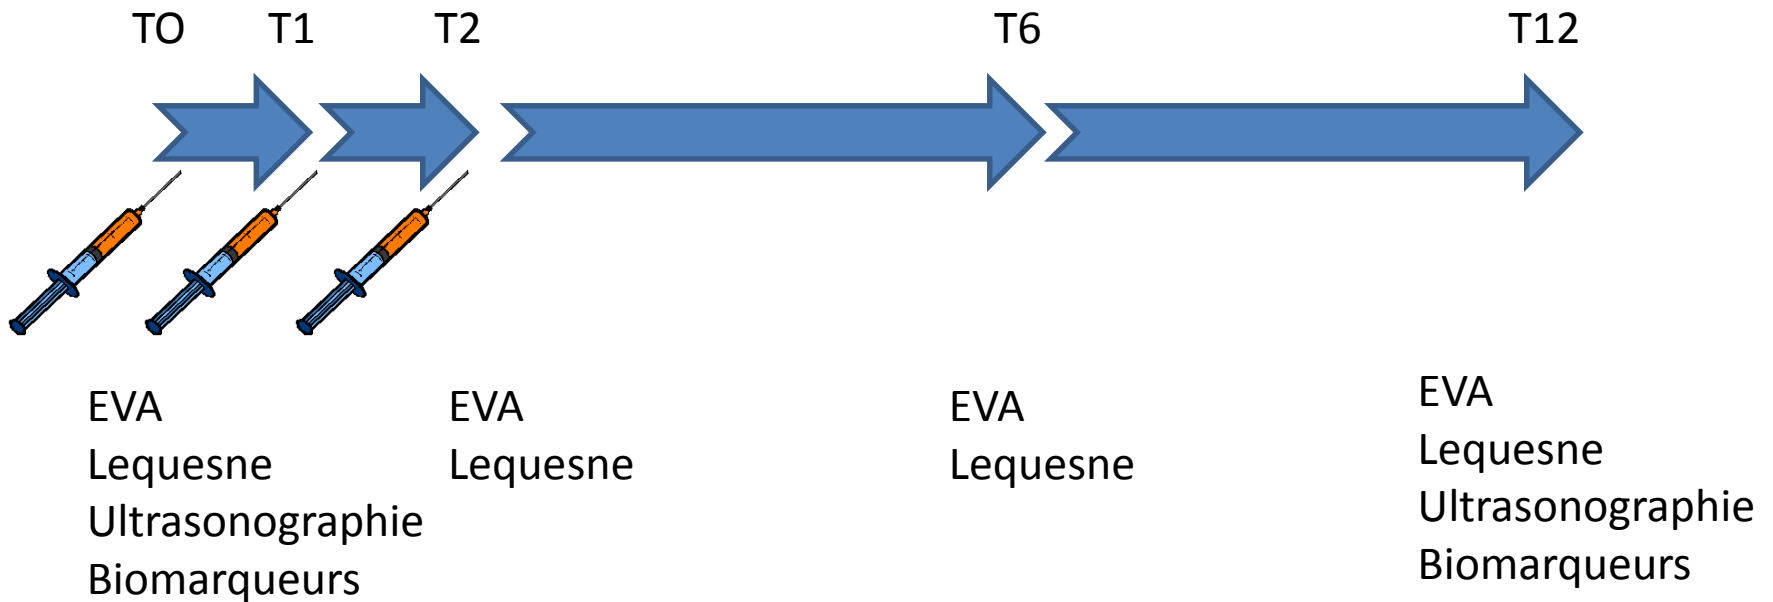 TO T1 T2 T6 T12
EVA
Lequesne
Ultrasonographie
Biomarqueurs
EVA
Lequesne
EVA
Lequesne
EVA
Lequesne
Ultrasonographie
Biomarqueurs